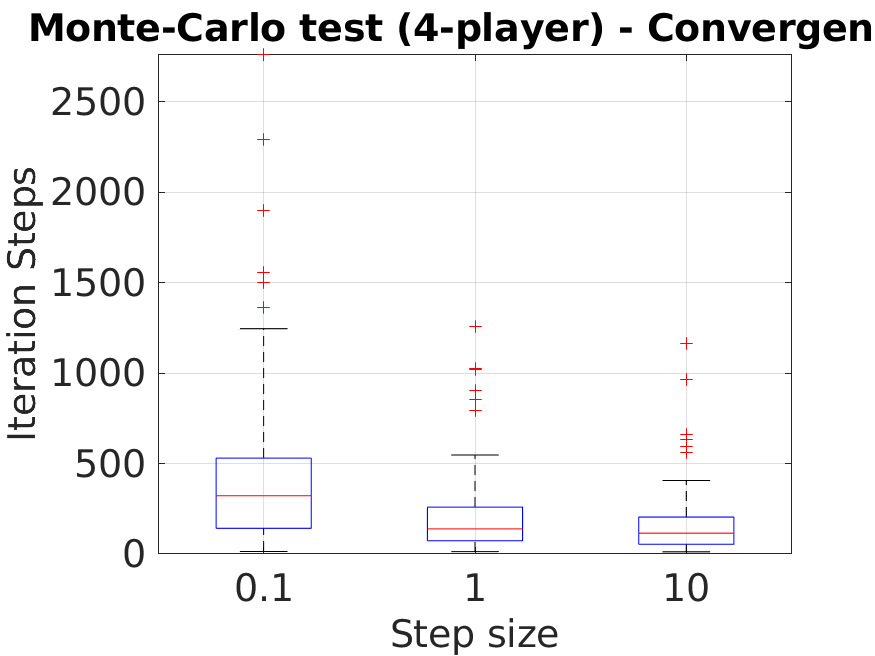 Monte-Carlo test (4-player) - Convergen
Iteration Steps
2500
2000
1500
1000
500
0
0.1 1 10
Step size